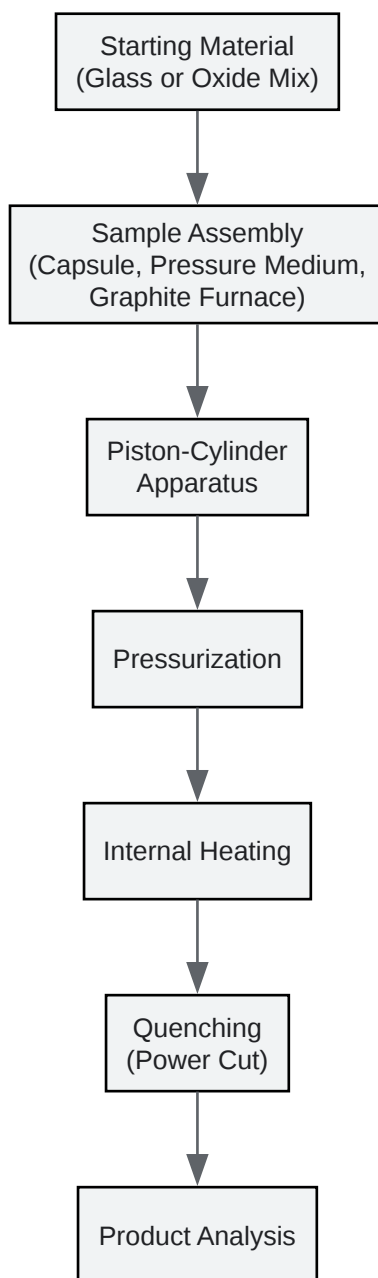 Starting Material
(Glass or Oxide Mix)
Sample Assembly
(Capsule, Pressure Medium,
Graphite Furnace)
Piston-Cylinder
Apparatus
Pressurization
Internal Heating
Quenching
(Power Cut)
Product Analysis